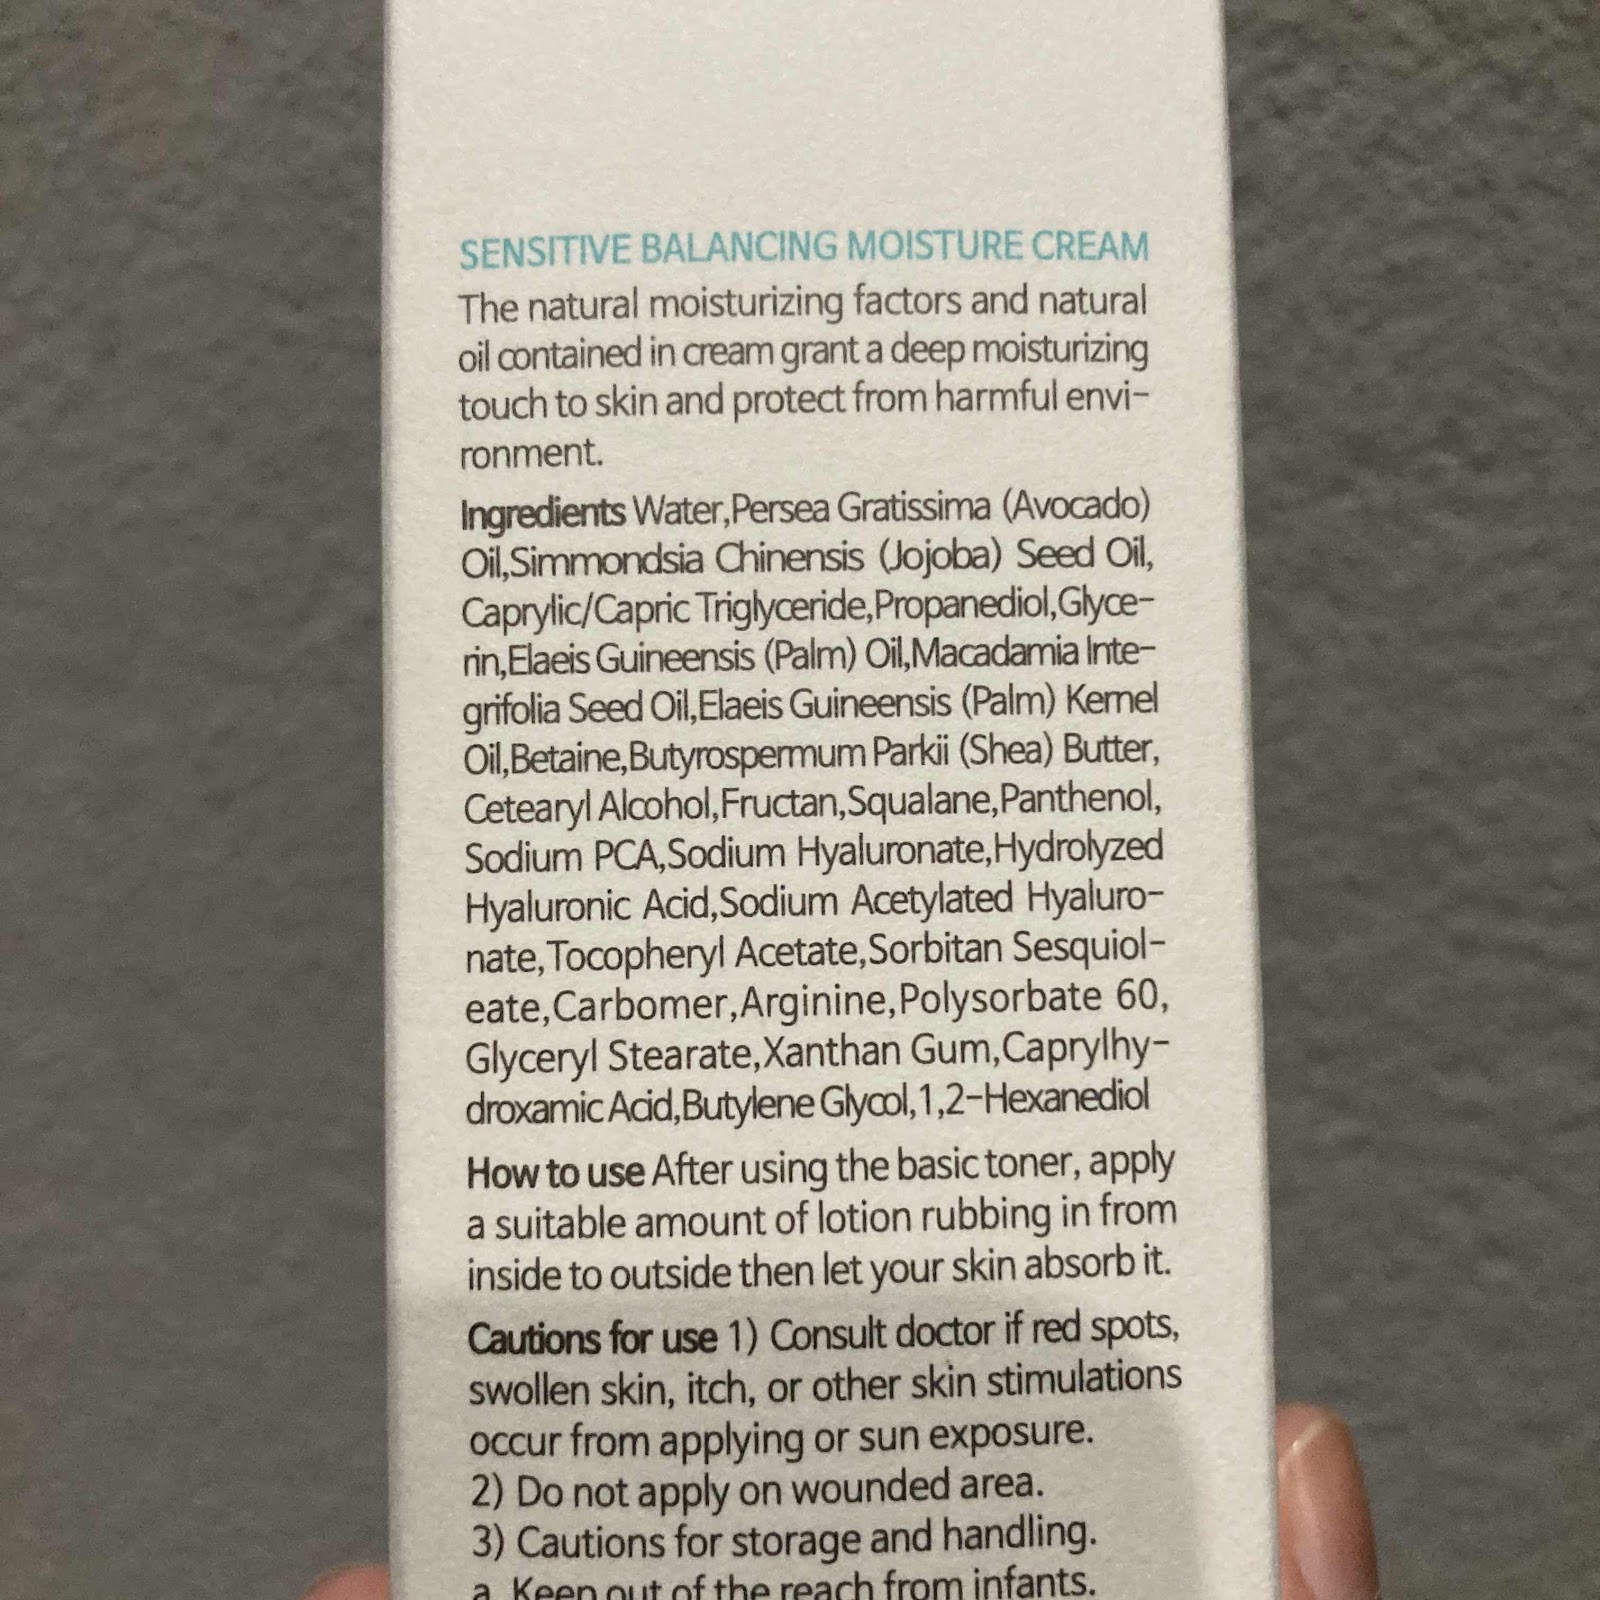 SENSITIVE BALANCING MOISTURE CREAM
The natural moisturizing factors and natural
oil contained in cream grant a deep moisturizing
touch to skin and protect from harmful envi-
ronment.
Ingredients Water,Persea Gratissima (Avocado)
Oil,Simmondsia Chinensis (Jojoba) Seed Oil,
Caprylic/Capric Triglyceride,Propanediol,Glyce-
rin,Elaeis Guineensis (Palm) Oil,Macadamia Inte-
grifolia Seed Oil,Elaeis Guineensis (Palm) Kernel
Oil,Betaine,Butyrospermum Parkii (Shea) Butter,
Cetearyl Alcohol,Fructan,Squalane,Panthenol,
Sodium PCA,Sodium Hyaluronate,Hydrolyzed
Hyaluronic Acid,Sodium Acetylated Hyaluro-
nate,Tocopheryl Acetate,Sorbitan Sesquiol-
eate,Carbomer,Arginine,Polysorbate 60,
Glyceryl Stearate,Xanthan Gum,Caprylhy-
droxamic Acid,Butylene Glycol,1,2-Hexanediol
How to use After using the basic toner, apply
a suitable amount of lotion rubbing in from
inside to outside then let your skin absorb it.
Cautions for use 1) Consult doctor if red spots,
swollen skin, itch, or other skin stimulations
occur from applying or sun exposure.
2) Do not apply on wounded area.
3) Cautions for storage and handling.
a. Keep out of the reach from infants.